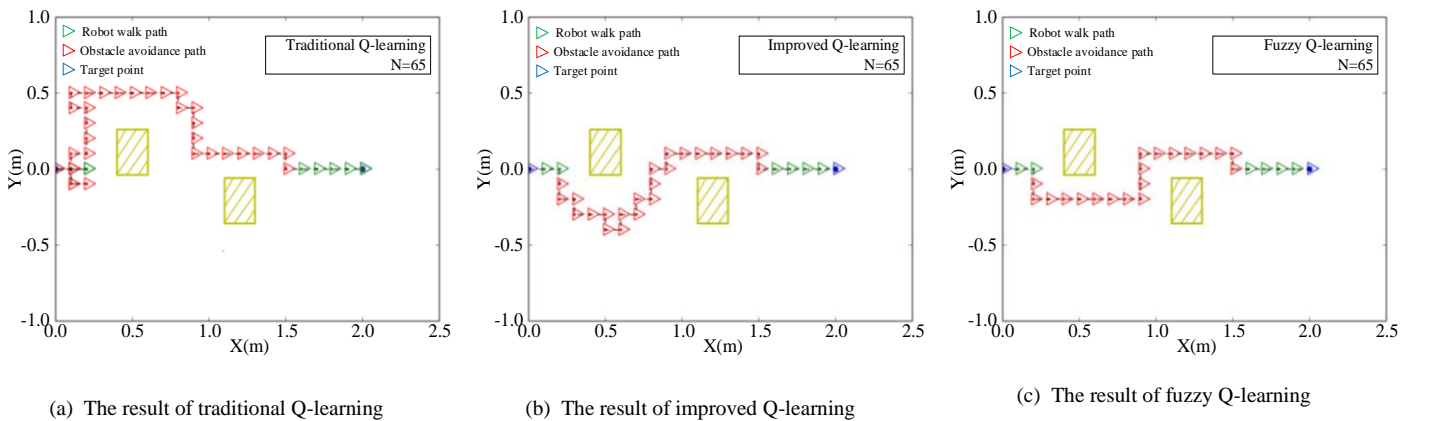 1.0
Robot walk path
Obstacle avoidance path
Target point
Traditional Q-learning
N=65
0.5
0.0
-0.5
-1.0
Y(m)
0.0 0.5 1.0 1.5 2.0 2.5
X(m)
(a) The result of traditional Q-learning
1.0
Robot walk path
Obstacle avoidance path
Target point
Improved Q-learning
N=65
0.5
0.0
-0.5
-1.0
Y(m)
0.0 0.5 1.0 1.5 2.0 2.5
X(m)
(b) The result of improved Q-learning
1.0
Robot walk path
Obstacle avoidance path
Target point
Fuzzy Q-learning
N=65
0.5
0.0
-0.5
-1.0
Y(m)
0.0 0.5 1.0 1.5 2.0 2.5
X(m)
(c) The result of fuzzy Q-learning